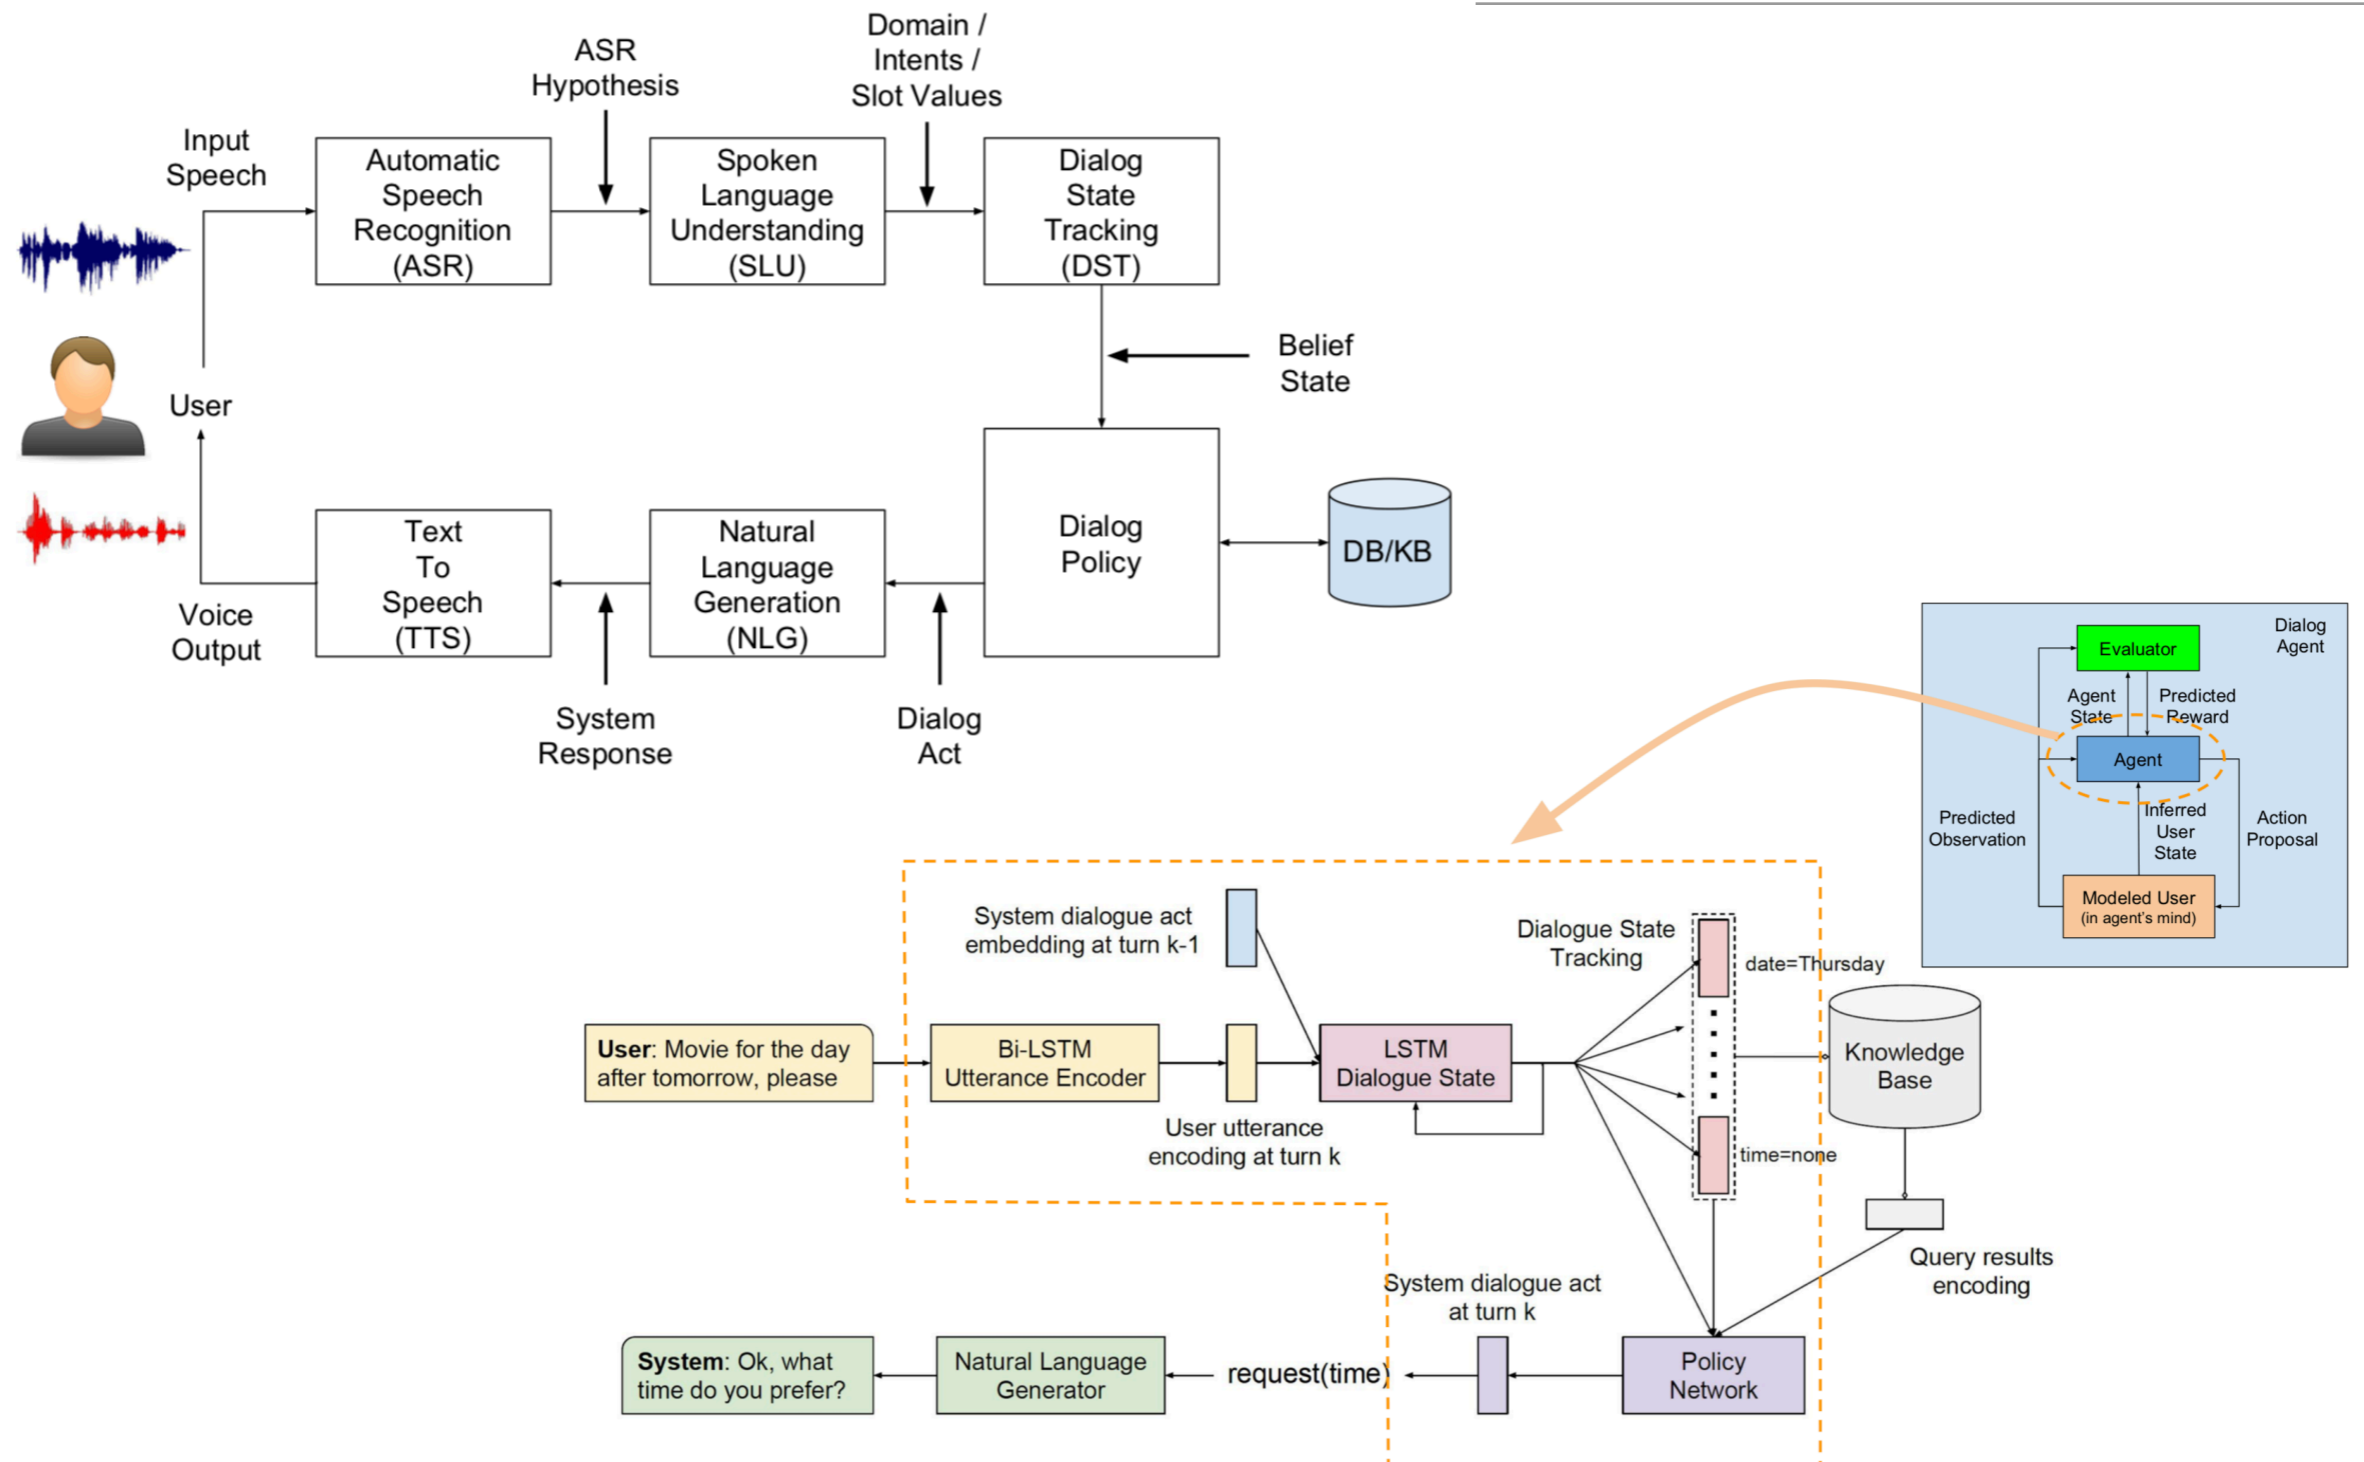 Domain /
Intents /
Slot Values
ASR
Hypothesis
Input
Speech
Automatic
Speech
Recognition
(ASR)
Spoken
Language
Understanding
(SLU)
Dialog
State
Tracking
(DST)
Belief
State
User
Dialog
Policy
DB/KB
Text
To
Speech
(TTS)
Natural
Language
Generation
(NLG)
Voice
Output
System
Response
Dialog
Act
Dialog
Agent
Evaluator
Agent
State
Predicted
Reward
Agent
Predicted
Observation
Inferred
User
State
Action
Proposal
Modeled User
(in agent's mind)
System dialogue act
embedding at turn k-1
Dialogue State
Tracking
date=Thursday
User: Movie for the day
after tomorrow, please
Bi-LSTM
Utterance Encoder
LSTM
Dialogue State
Knowledge
Base
User utterance
encoding at turn k
time=none
Query results
encoding
System dialogue act
at turn k
System: Ok, what
time do you prefer?
Natural Language
Generator
request(time)
Policy
Network